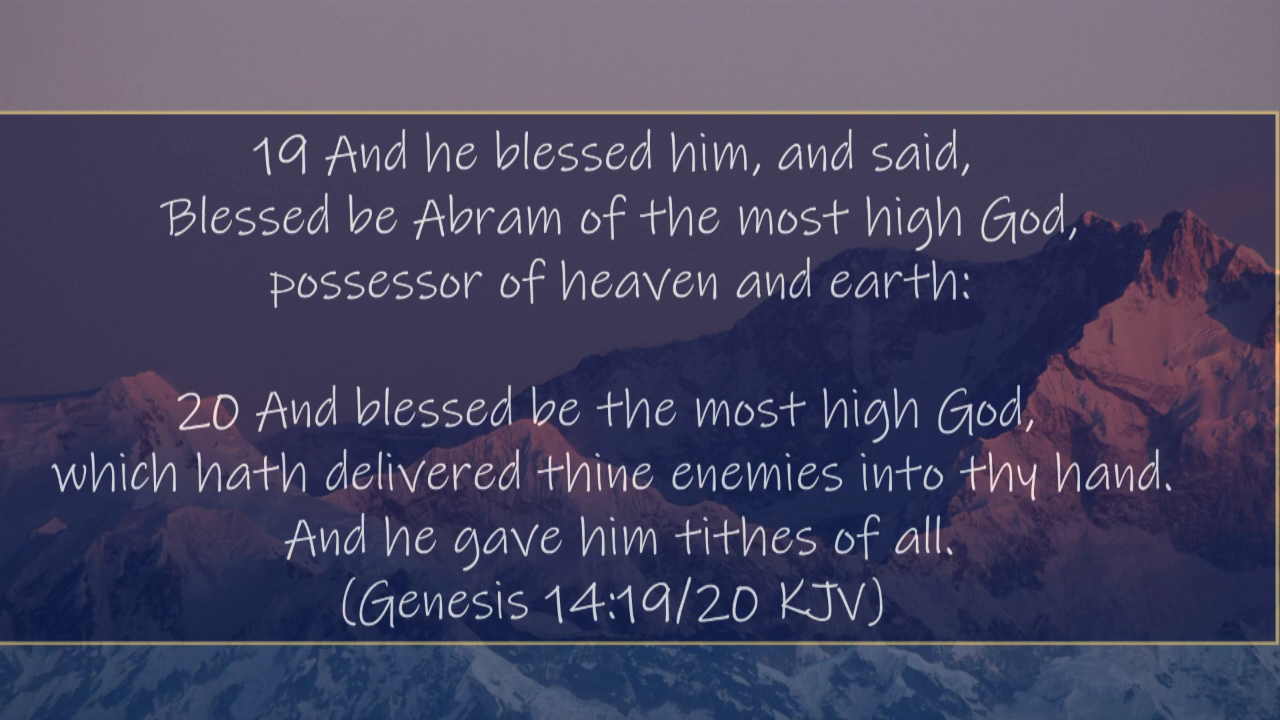 19 And he blessed him, and said,
Blessed be Abram of the most high God,
possessor of heaven and earth:
20 And blessed be the most high God,
which hath delivered thine enemies into thy hand.
And he gave him tithes of all.
(Genesis 14:19/20 KJV)